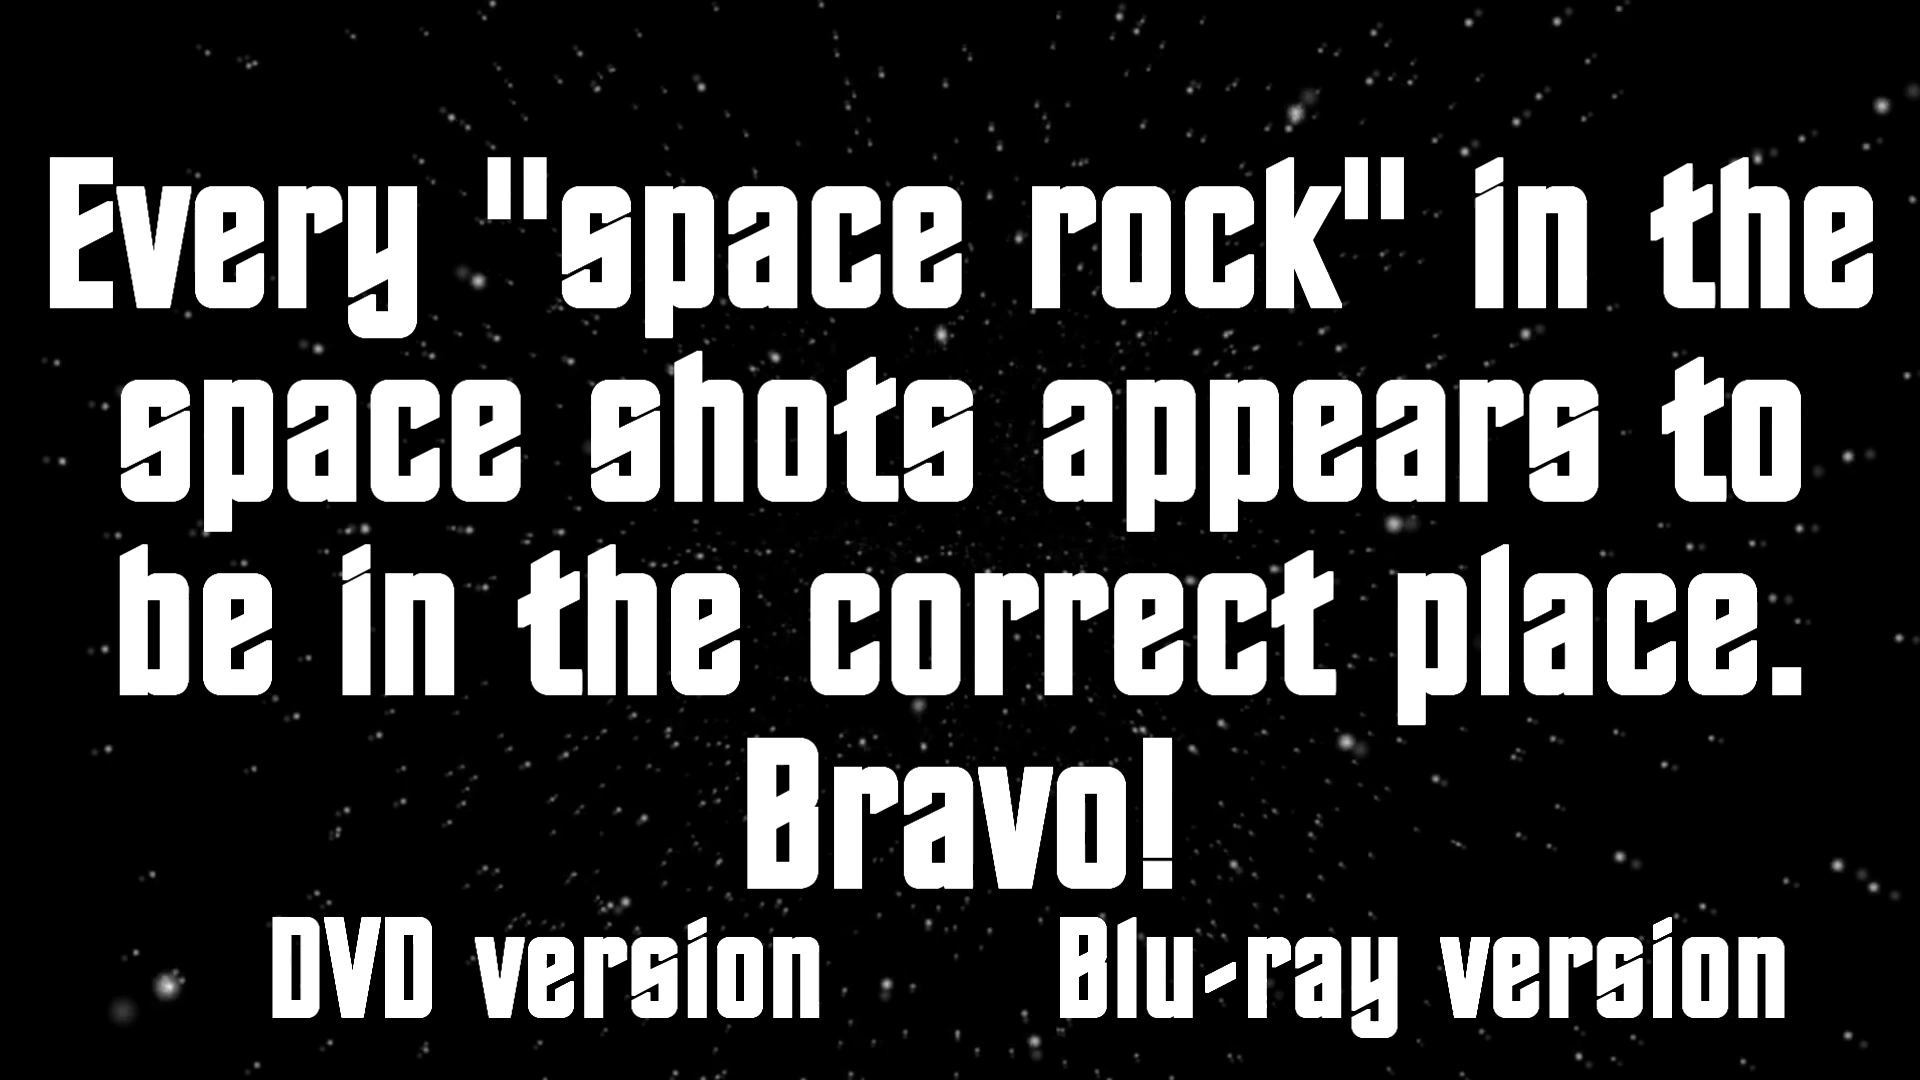 Every "space rock" in the
space shots appears to
be in the correct place.
Bravo!
DVD version Blu-ray version